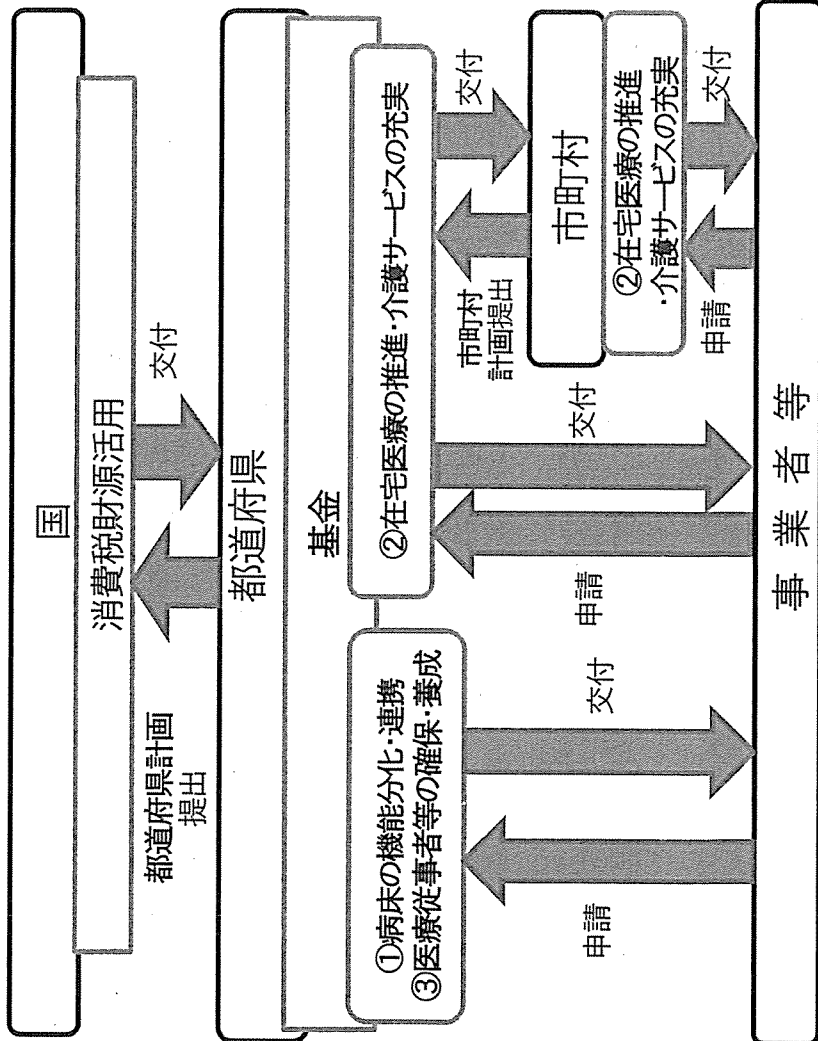 国
消費税財源活用
都道府県計画
提出
交付
都道府県
基金
①病床の機能分化・連携
③医療従事者等の確保・養成
②在宅医療の推進・介護サービスの充実
申請
交付
申請
交付
市町村
計画提出
交付
市町村
②在宅医療の推進
・介護サービスの充実
申請
交付
事業者等